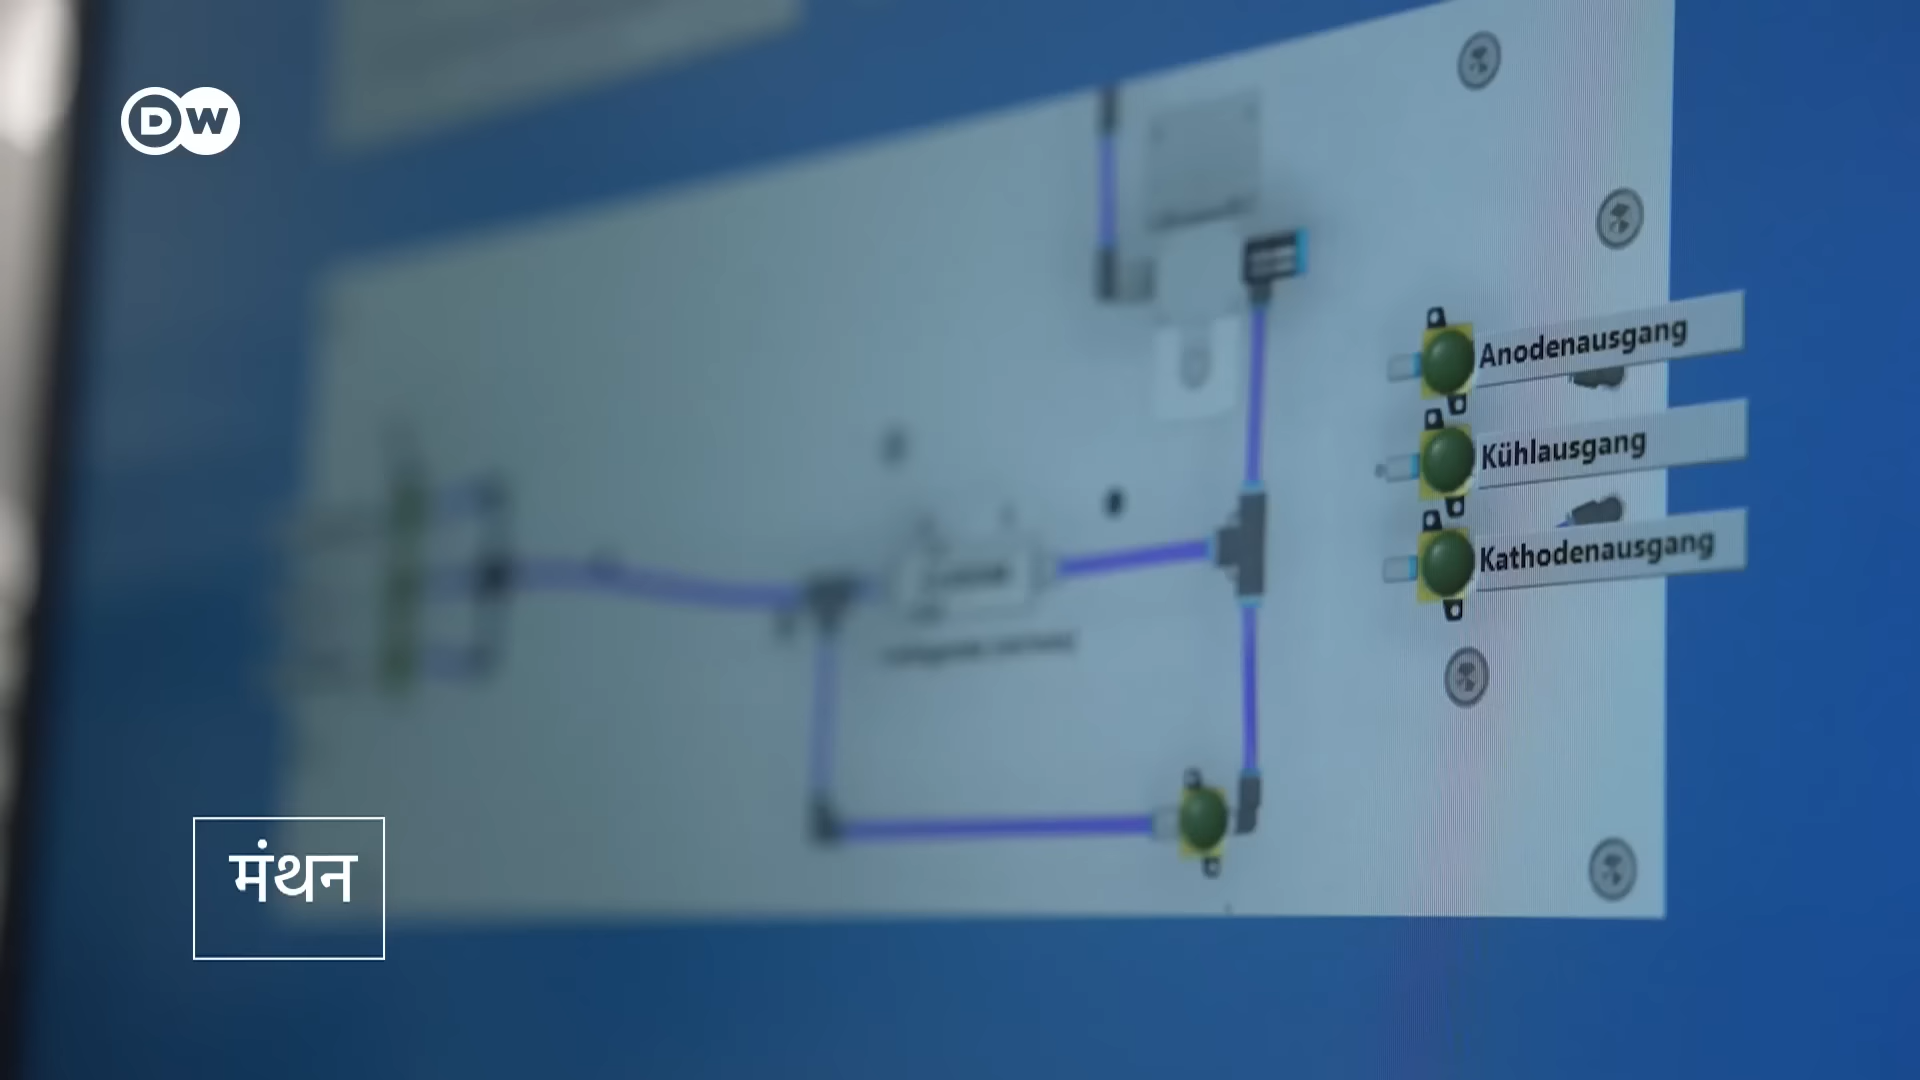 DW
Anodenausgang
Kühlausgang
Kathodenausgang
मंथन